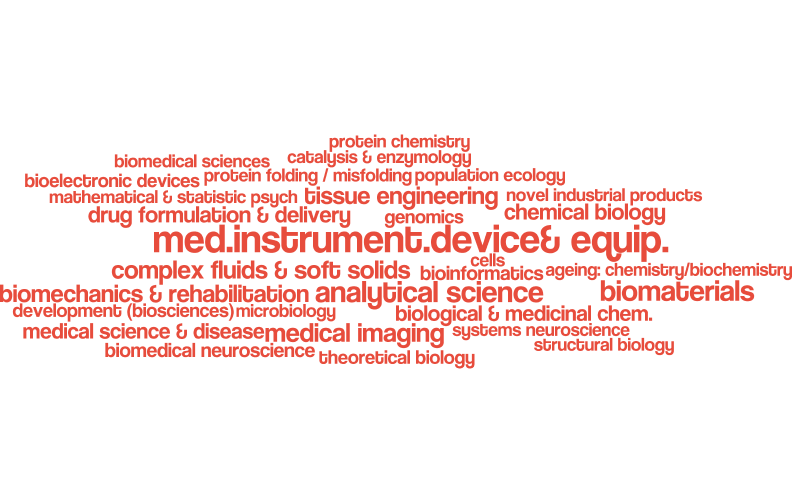 protein chemistry
biomedical sciences
catalysis & enzymology
bioelectronic devices
protein folding / misfolding
population ecology
mathematical & statistic psych
tissue engineering
novel industrial products
drug formulation & delivery
genomics
chemical biology
med.instrument.device& equip.
cells
complex fluids & soft solids
bioinformatics
ageing: chemistry/biochemistry
biomechanics & rehabilitation
analytical science
biomaterials
development (biosciences)
microbiology
biological & medicinal chem.
medical science & disease
medical imaging
systems neuroscience
biomedical neuroscience
theoretical biology
structural biology